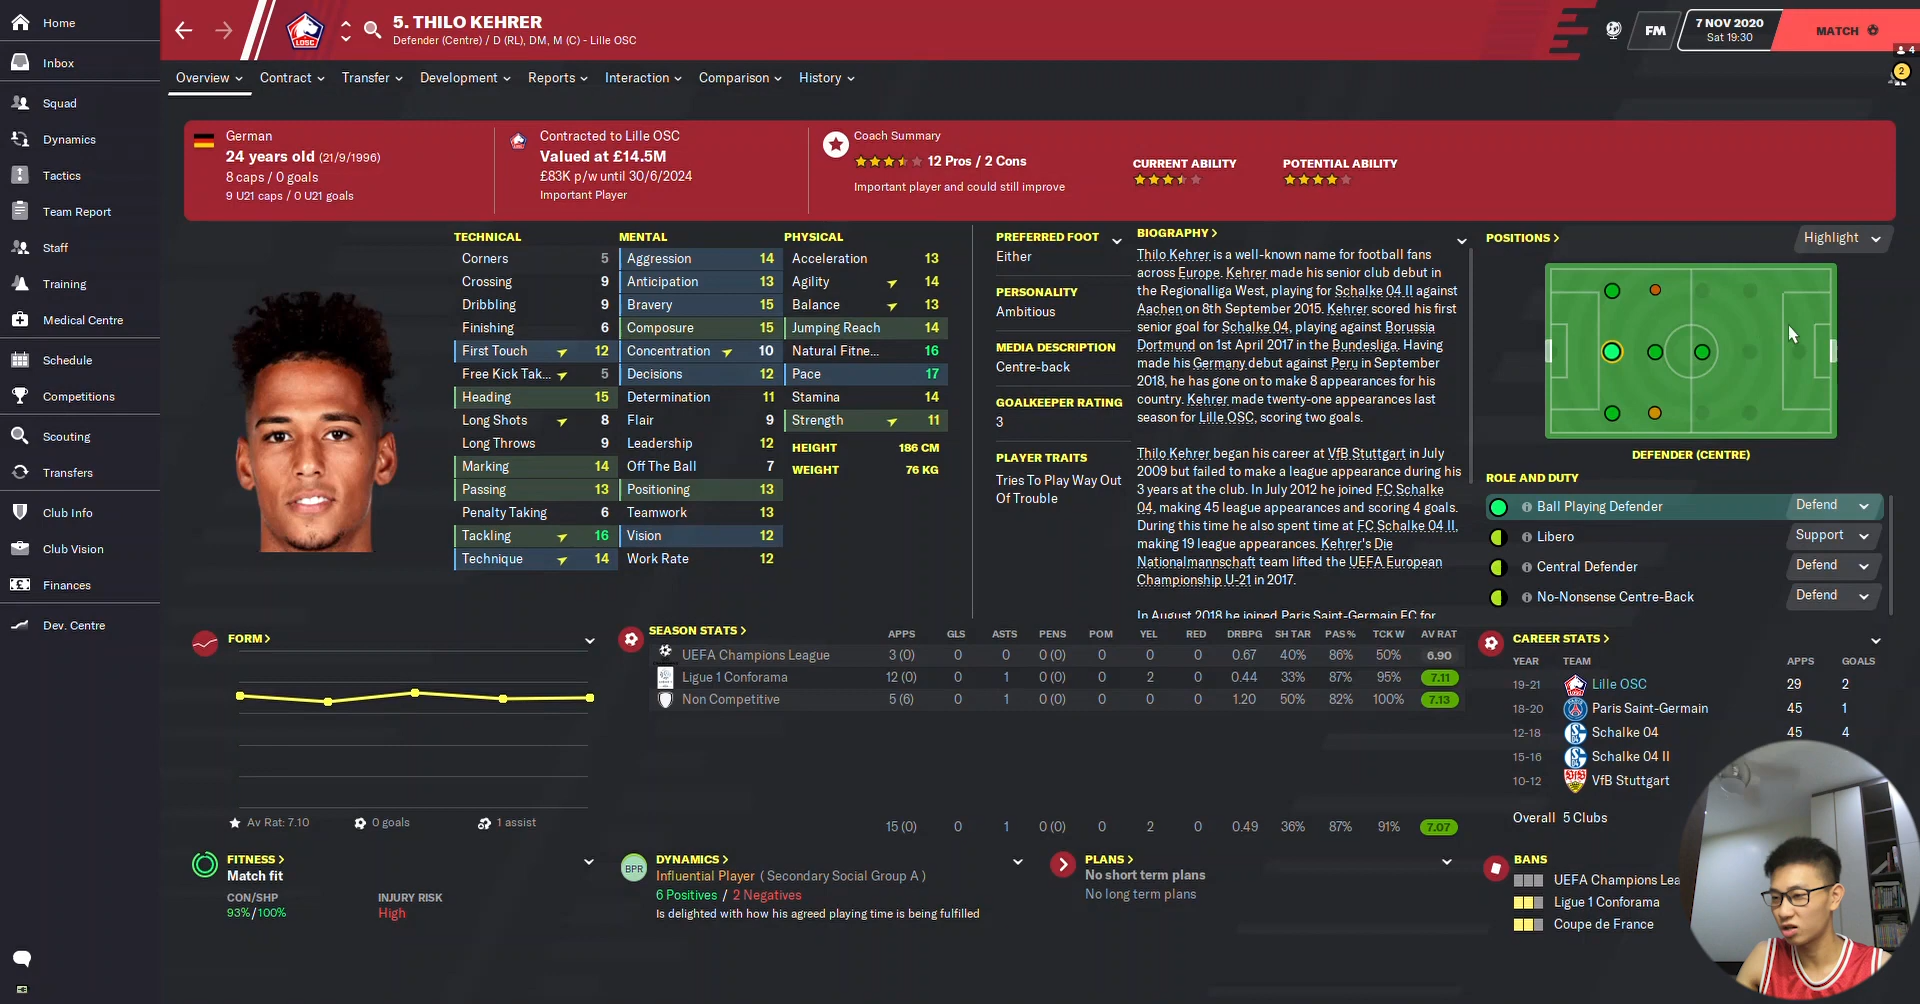 Home
Inbox
Squad
Dynamics
Tactics
Team Report
Staff
Training
Medical Centre
Schedule
Competitions
Scouting
Transfers
Club Info
Club Vision
Finances
Dev. Centre
LOSC
5. THILO KEHRER
Defender (Centre) / D (RL), DM, M (C) - Lille OSC
FM
7 NOV 2020
Sat 19:30
MATCH
4
2
Overview
Contract
Transfer
Development
Reports
Interaction
Comparison
History
German
24 years old (21/9/1996)
8 caps / 0 goals
9 U21 caps / 0 U21 goals
Contracted to Lille OSC
Valued at £14.5M
£83K p/w until 30/6/2024
Important Player
Coach Summary
12 Pros / 2 Cons
Important player and could still improve
CURRENT ABILITY
POTENTIAL ABILITY
TECHNICAL
Corners 5
Crossing 9
Dribbling 9
Finishing 6
First Touch 12
Free Kick Tak... 5
Heading 15
Long Shots 8
Long Throws 9
Marking 14
Passing 13
Penalty Taking 6
Tackling 16
Technique 14
MENTAL
Aggression 14
Anticipation 13
Bravery 15
Composure 15
Concentration 10
Decisions 12
Determination 11
Flair 9
Leadership 12
Off The Ball 7
Positioning 13
Teamwork 13
Vision 12
Work Rate 12
PHYSICAL
Acceleration 13
Agility 14
Balance 13
Jumping Reach 14
Natural Fitne... 16
Pace 17
Stamina 14
Strength 11
HEIGHT 186 CM
WEIGHT 76 KG
PREFERRED FOOT
Either
PERSONALITY
Ambitious
MEDIA DESCRIPTION
Centre-back
GOALKEEPER RATING
3
PLAYER TRAITS
Tries To Play Way Out
Of Trouble
BIOGRAPHY >
Thilo Kehrer is a well-known name for football fans
across Europe. Kehrer made his senior club debut in
the Regionalliga West, playing for Schalke 04 II against
Aachen on 8th September 2015. Kehrer scored his first
senior goal for Schalke 04, playing against Borussia
Dortmund on 1st April 2017 in the Bundesliga. Having
made his Germany debut against Peru in September
2018, he has gone on to make 8 appearances for his
country. Kehrer made twenty-one appearances last
season for Lille OSC, scoring two goals.
Thilo Kehrer began his career at VfB Stuttgart in July
2009 but failed to make a league appearance during his
3 years at the club. In July 2012 he joined FC Schalke
04, making 45 league appearances and scoring 4 goals.
During this time he also spent time at FC Schalke 04 II,
making 19 league appearances. Kehrer's Die
Nationalmannschaft team lifted the UEFA European
Championship U-21 in 2017.
In August 2018 he joined Paris Saint-Germain FC for
POSITIONS >
Highlight
DEFENDER (CENTRE)
ROLE AND DUTY
Ball Playing Defender Defend
Libero Support
Central Defender Defend
No-Nonsense Centre-Back Defend
FORM >
Av Rat: 7.10
0 goals
1 assist
SEASON STATS > APPS GLS ASTS PENS POM YEL RED DRBPG SH TAR PAS % TCK W AV RAT
UEFA Champions League 3 (0) 0 0 0 (0) 0 0 0 0.67 40% 86% 50% 6.90
Ligue 1 Conforama 12 (0) 0 1 0 (0) 0 2 0 0.44 33% 87% 95% 7.11
Non Competitive 5 (6) 0 1 0 (0) 0 0 0 1.20 50% 82% 100% 7.13
15 (0) 0 1 0 (0) 0 2 0 0.49 36% 87% 91% 7.07
CAREER STATS >
YEAR TEAM APPS GOALS
19-21 Lille OSC 29 2
18-20 Paris Saint-Germain 45 1
12-18 Schalke 04 45 4
15-16 Schalke 04 II
10-12 VfB Stuttgart
Overall 5 Clubs
FITNESS >
Match fit
CON/SHP
93%/100%
INJURY RISK
High
BPR
DYNAMICS >
Influential Player ( Secondary Social Group A )
6 Positives / 2 Negatives
Is delighted with how his agreed playing time is being fulfilled
PLANS >
No short term plans
No long term plans
BANS
UEFA Champions Lea
Ligue 1 Conforama
Coupe de France